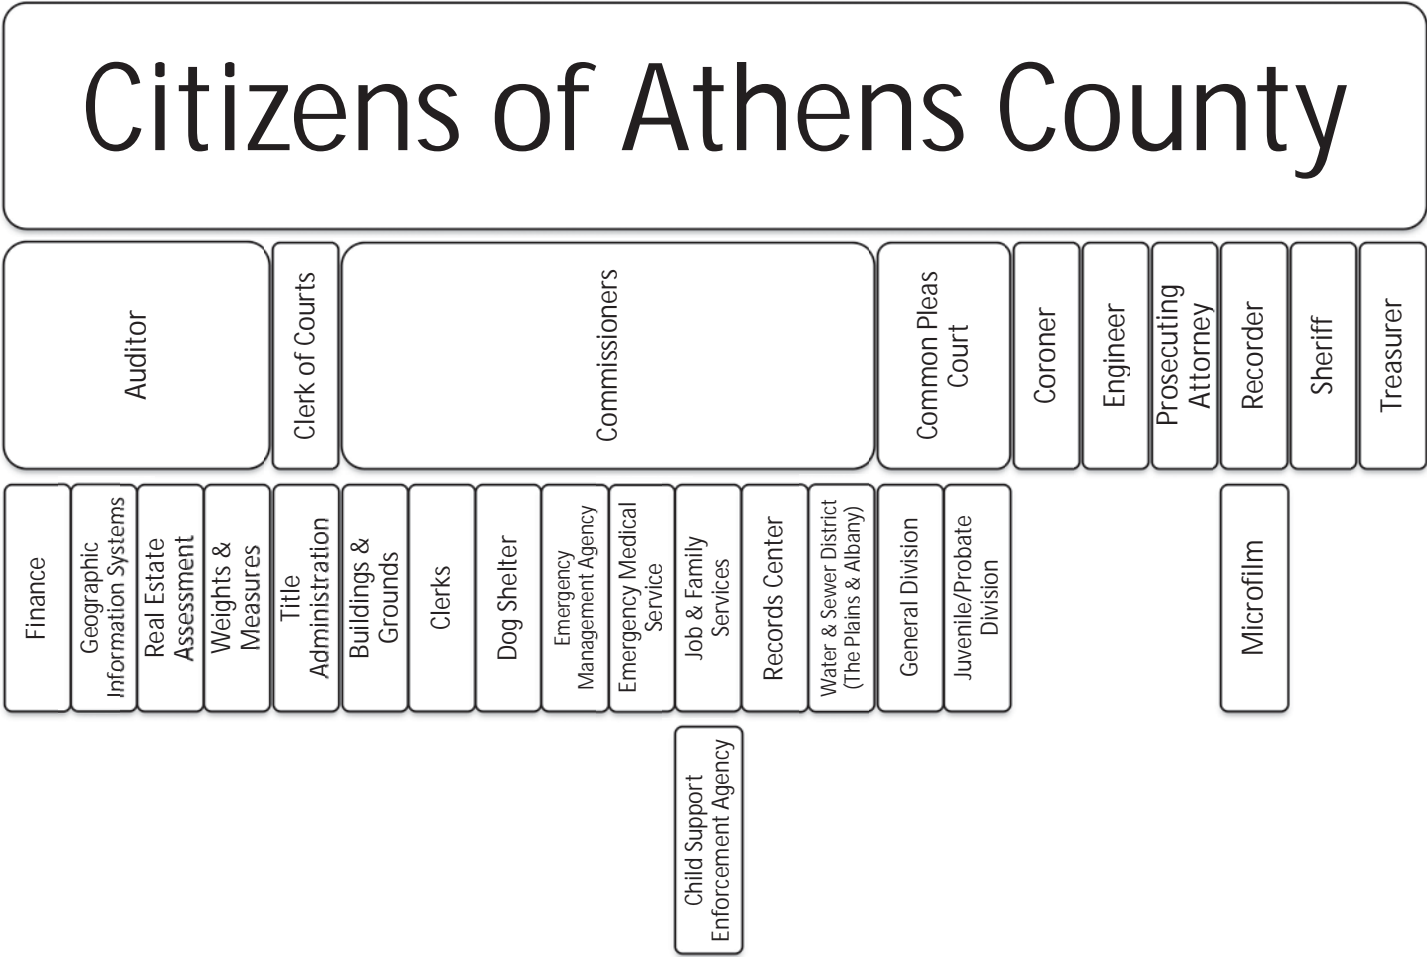 Citizens of Athens County
Auditor
Clerk of Courts
Commissioners
Common Pleas
Court
Coroner
Engineer
Prosecuting
Attorney
Recorder
Sheriff
Treasurer
Finance
Geographic
Information Systems
Real Estate
Assessment
Weights &
Measures
Title
Administration
Buildings &
Grounds
Clerks
Dog Shelter
Emergency
Management Agency
Emergency Medical
Service
Job & Family
Services
Records Center
Water & Sewer District
(The Plains & Albany)
General Division
Juvenile/Probate
Division
Microfilm
Child Support
Enforcement Agency